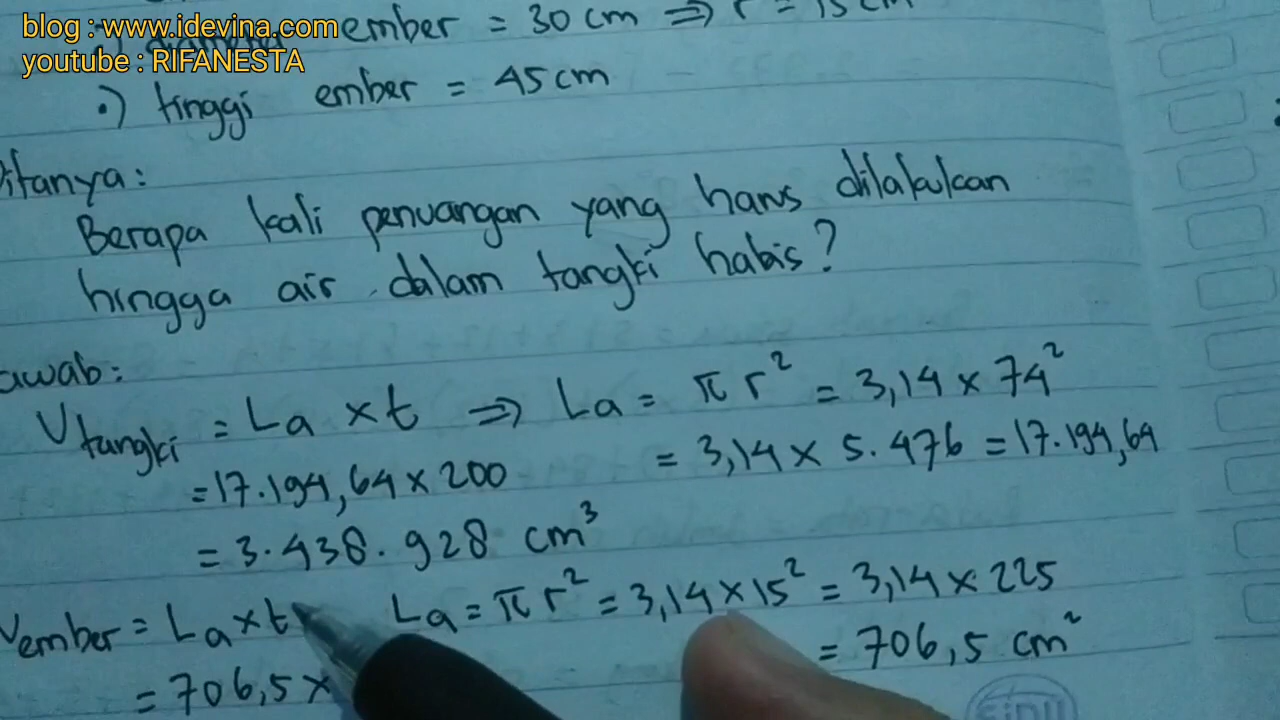 blog : www.idevina.com
youtube : RIFANESTA
ember = 30 cm ⇒ r = 15 cm
•) tinggi ember = 45 cm
Ditanya:
Berapa kali penuangan yang harus dilakukan
hingga air dalam tangki habis?
Jawab:
V tangki = La × t ⇒ La = π r² = 3,14 × 74²
= 17.194,64 × 200 = 3,14 × 5.476 = 17.194,64
= 3.438.928 cm³
Vember = La × t La = π r² = 3,14 × 15² = 3,14 × 225
= 706,5 × = 706,5 cm²